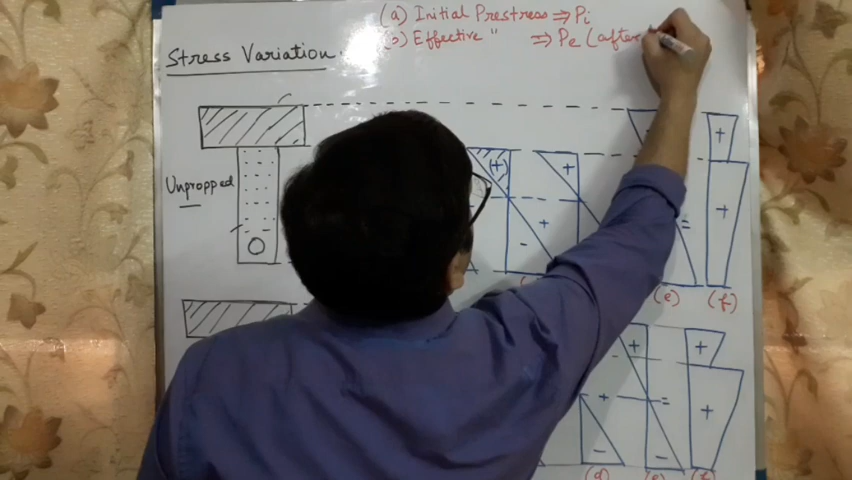 (a) Initial Prestress ⇒ Pi
(b) Effective " ⇒ Pe (after
Stress Variation.
+
(+) +
Unpropped
+
+ -
=
(e) (f)
+ +
+ = +
- -
(d) (e) (f)